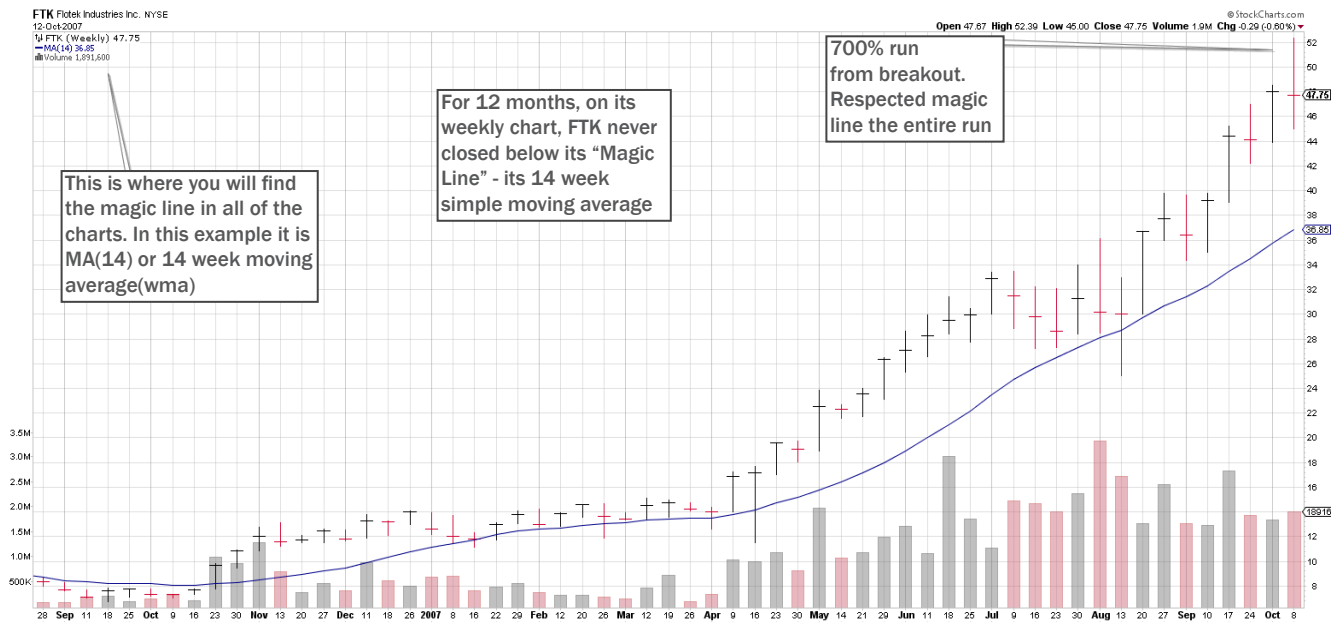 FTK Flotek Industries Inc. NYSE
© StockCharts.com
12-Oct-2007
Open 47.67 High 52.39 Low 45.00 Close 47.75 Volume 1.9M Chg -0.29 (-0.60%)
FTK (Weekly) 47.75
MA(14) 36.85
Volume 1,891,600
This is where you will find
the magic line in all of the
charts. In this example it is
MA(14) or 14 week moving
average(wma)
For 12 months, on its
weekly chart, FTK never
closed below its “Magic
Line” - its 14 week
simple moving average
700% run
from breakout.
Respected magic
line the entire run
52
50
47.75
46
44
42
40
38
36.85
36
34
32
30
28
26
24
22
20
18
16
18916
14
12
10
8
3.5M
3.0M
2.5M
2.0M
1.5M
1.0M
500K
28 Sep 11 18 25 Oct 9 16 23 30 Nov 13 20 27 Dec 11 18 26 2007 8 16 22 29 Feb 12 20 26 Mar 12 19 26 Apr 9 16 23 30 May 14 21 29 Jun 11 18 25 Jul 9 16 23 30 Aug 13 20 27 Sep 10 17 24 Oct 8